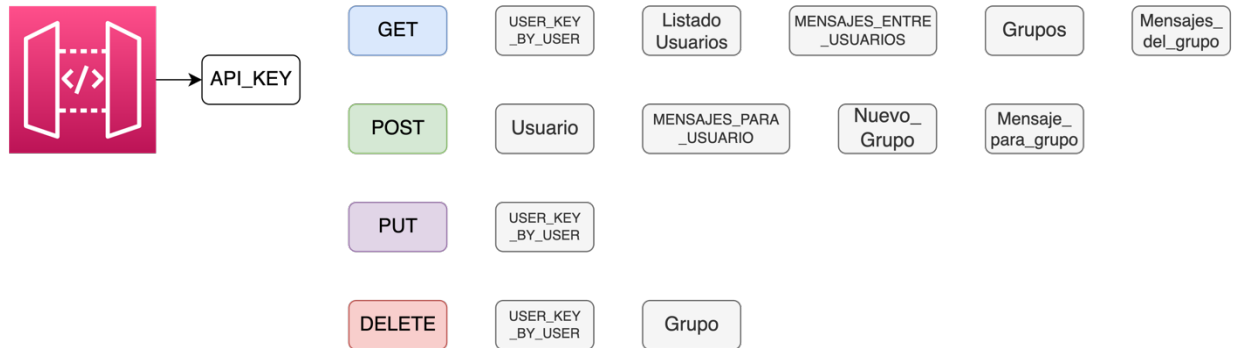 </>
API_KEY
GET
USER_KEY
_BY_USER
Listado
Usuarios
MENSAJES_ENTRE
_USUARIOS
Grupos
Mensajes_
del_grupo
POST
Usuario
MENSAJES_PARA
_USUARIO
Nuevo_
Grupo
Mensaje_
para_grupo
PUT
USER_KEY
_BY_USER
DELETE
USER_KEY
_BY_USER
Grupo